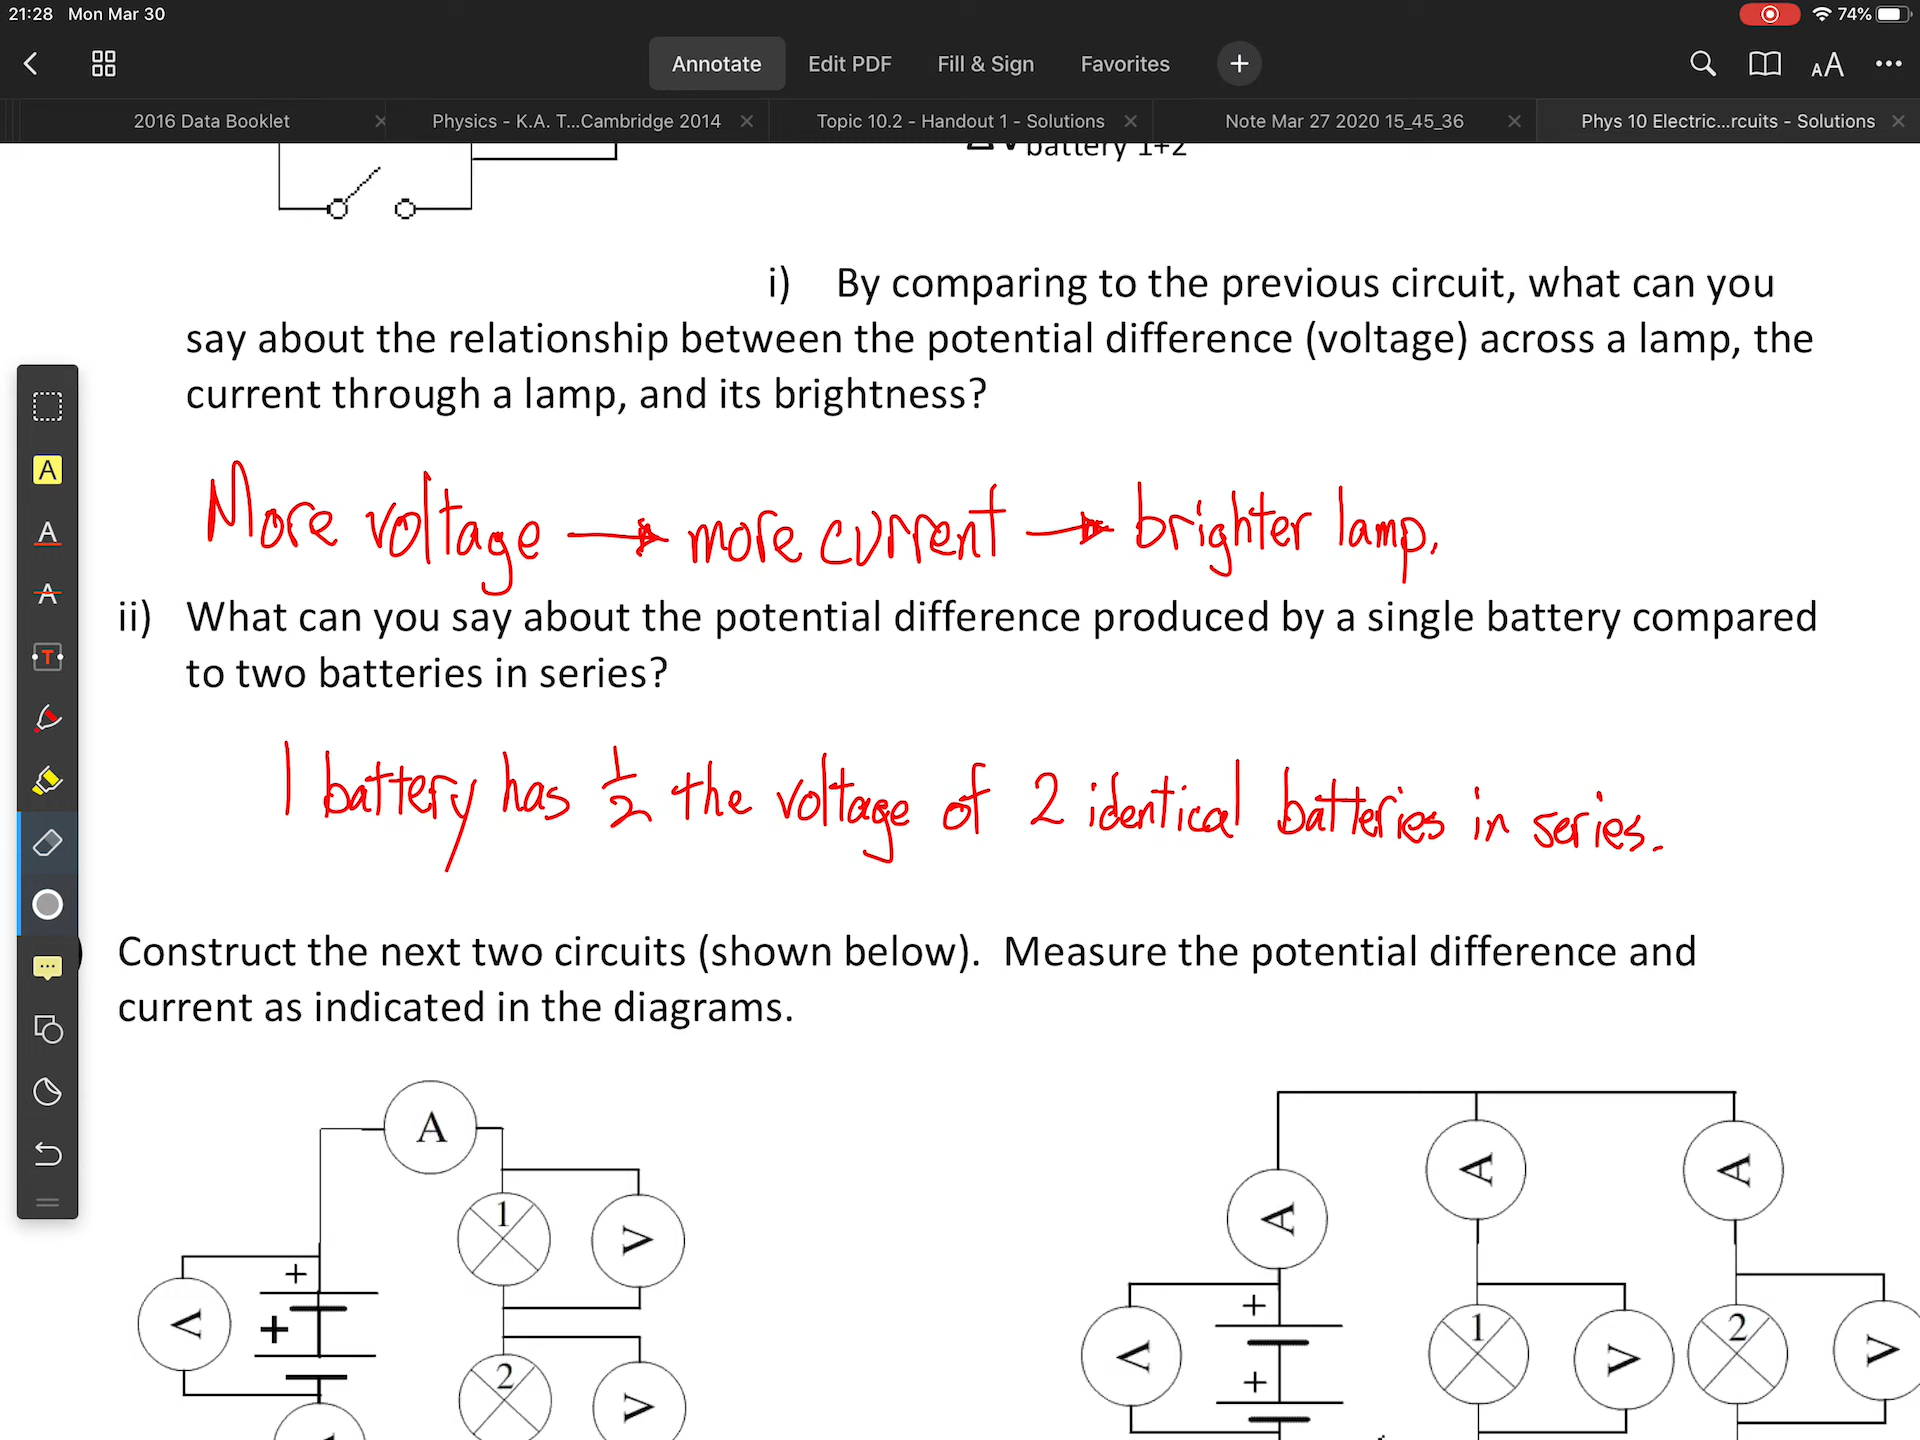 21:28 Mon Mar 30
74%
Annotate Edit PDF Fill & Sign Favorites +
AA
2016 Data Booklet × Physics - K.A. T...Cambridge 2014 × Topic 10.2 - Handout 1 - Solutions × Note Mar 27 2020 15_45_36 × Phys 10 Electric...rcuits - Solutions ×
ΔV battery 1+2
i) By comparing to the previous circuit, what can you
say about the relationship between the potential difference (voltage) across a lamp, the
current through a lamp, and its brightness?
More voltage → more current → brighter lamp.
ii) What can you say about the potential difference produced by a single battery compared
to two batteries in series?
1 battery has 1/2 the voltage of 2 identical batteries in series.
Construct the next two circuits (shown below). Measure the potential difference and
current as indicated in the diagrams.
A
A A
1 V A
+
V + + 1 2
V V V
2 V +
A
A
A
T